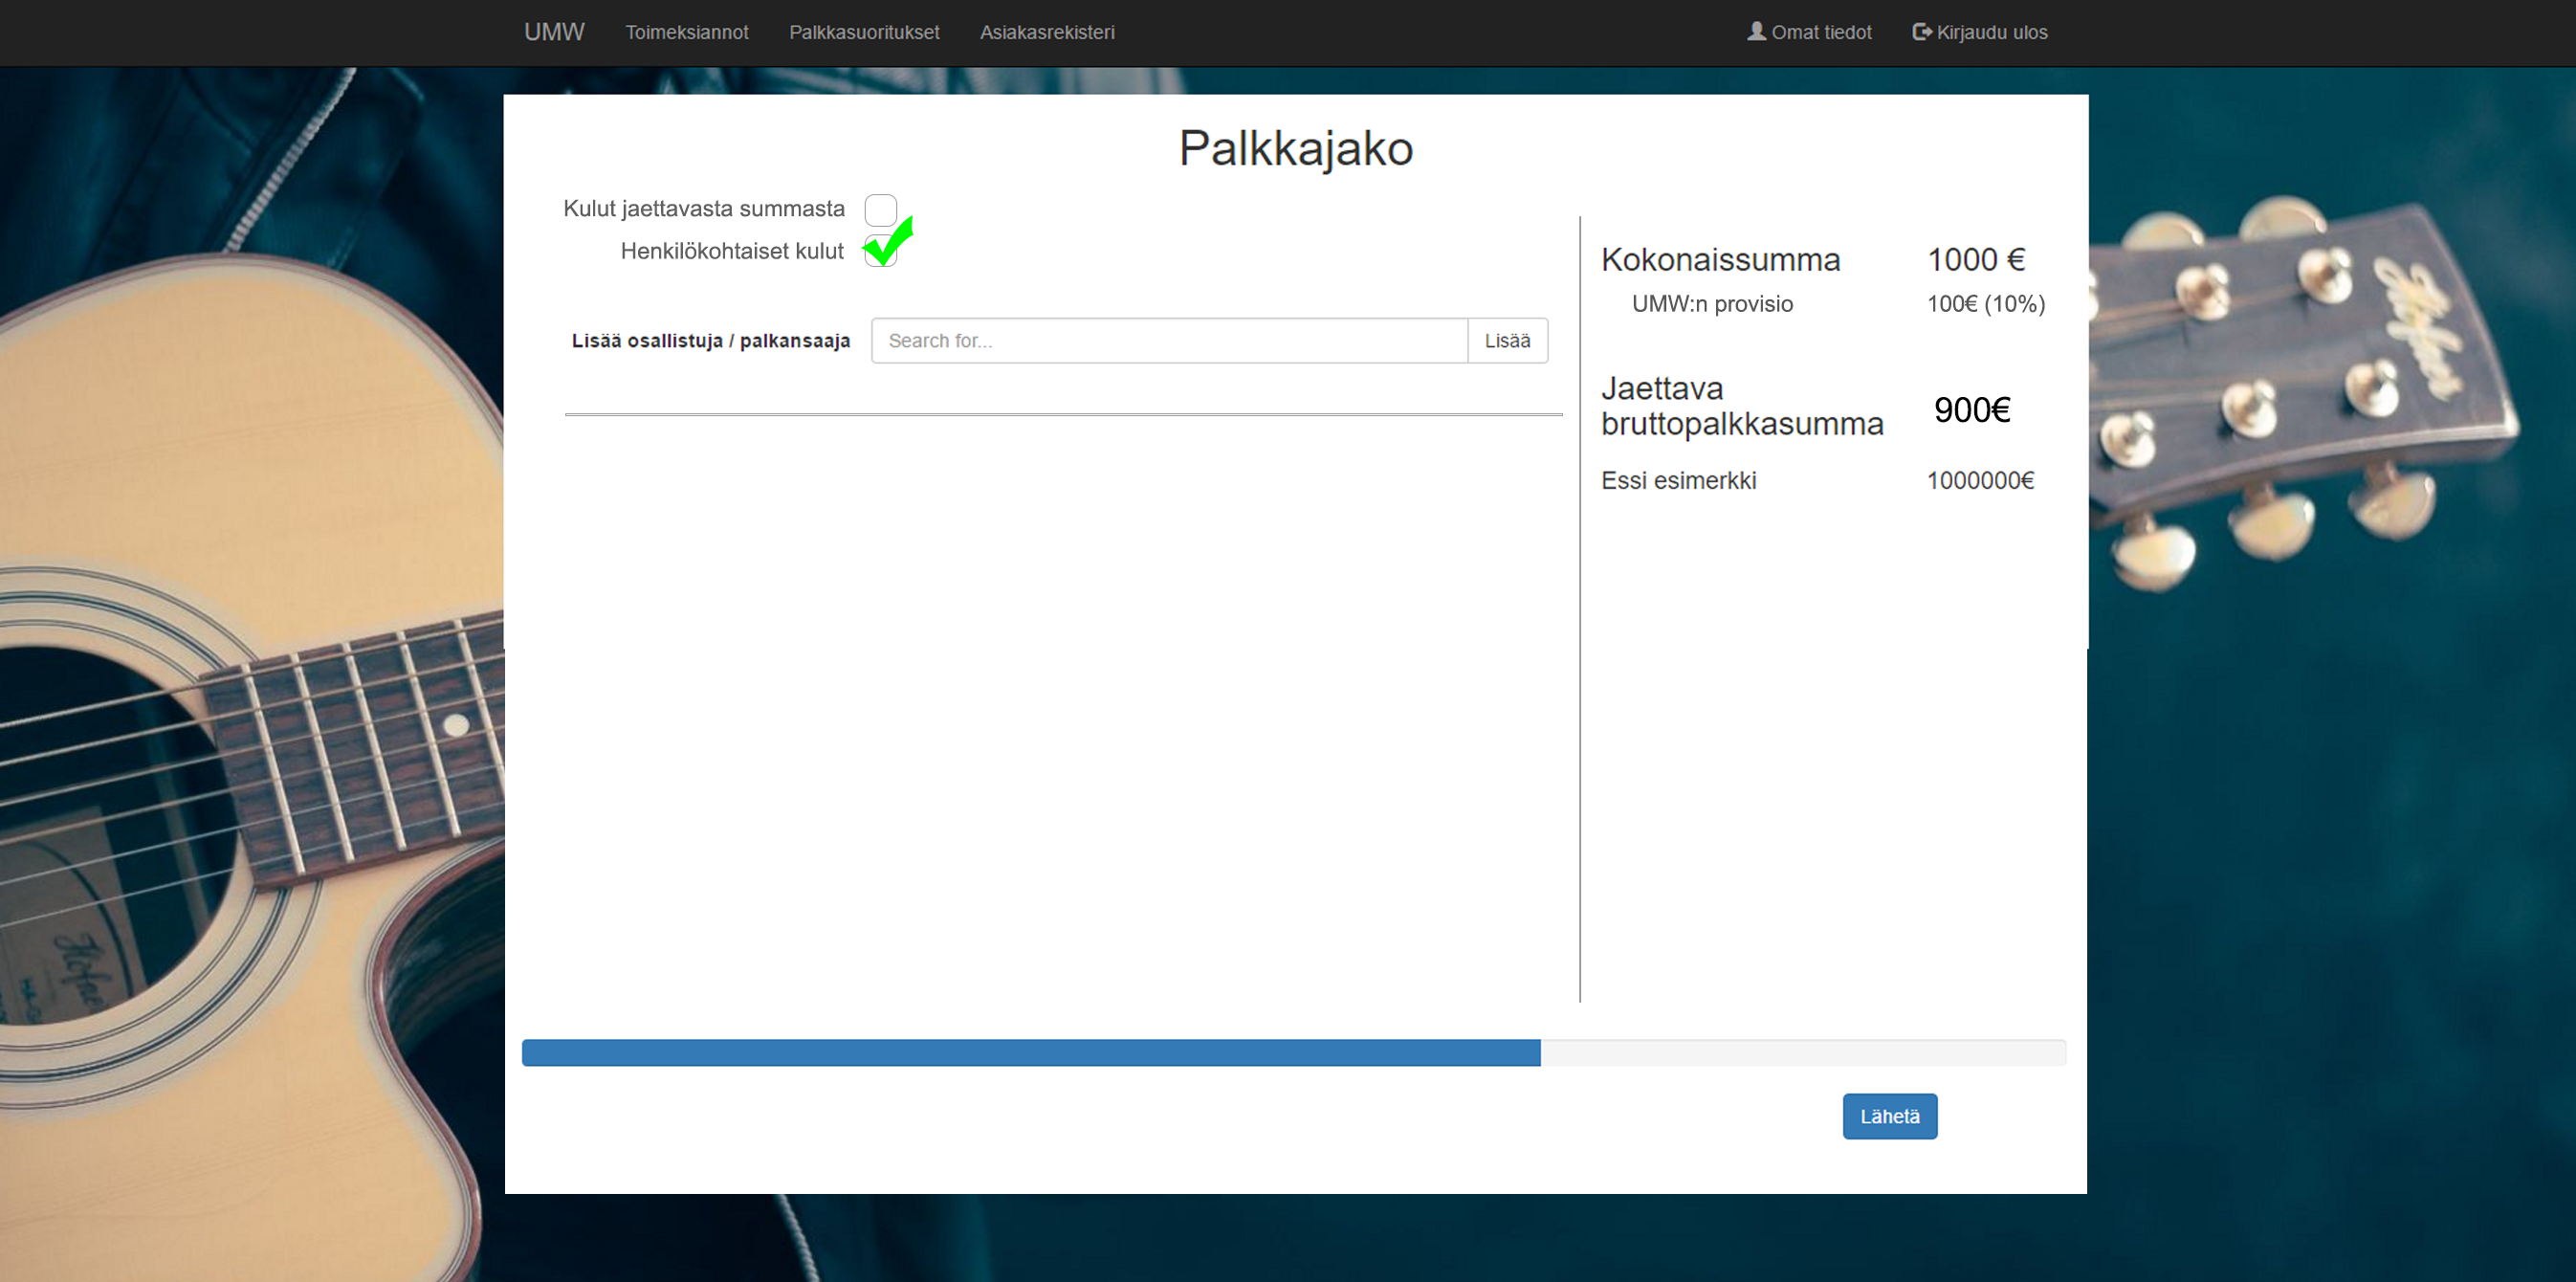 UMW Toimeksiannot Palkkasuoritukset Asiakasrekisteri Omat tiedot Kirjaudu ulos
Palkkajako
Kulut jaettavasta summasta
Henkilökohtaiset kulut
Lisää osallistuja / palkansaaja Search for... Lisää
Kokonaissumma 1000 €
UMW:n provisio 100€ (10%)
Jaettava
bruttopalkkasumma 900€
Essi esimerkki 1000000€
Lähetä
Hofner